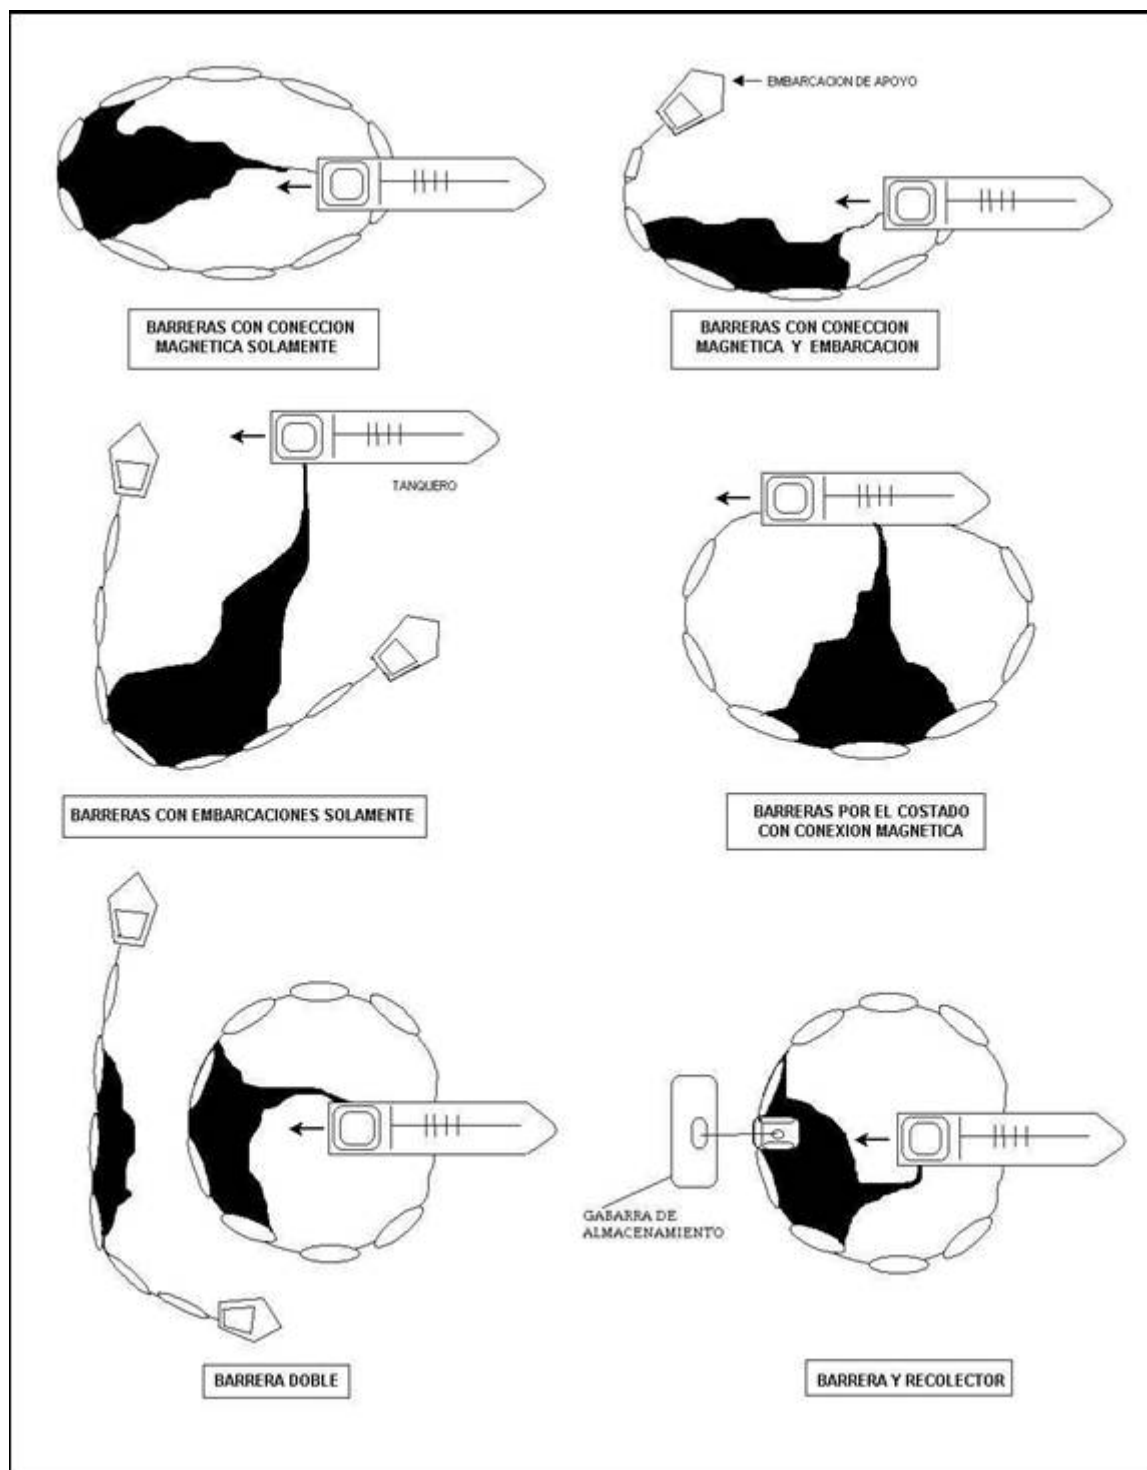 EMBARCACION DE APOYO
BARRERAS CON CONECCION
MAGNETICA SOLAMENTE
BARRERAS CON CONECCION
MAGNETICA Y EMBARCACION
TANQUERO
BARRERAS CON EMBARCACIONES SOLAMENTE
BARRERAS POR EL COSTADO
CON CONEXION MAGNETICA
GABARRA DE
ALMACENAMIENTO
BARRERA DOBLE
BARRERA Y RECOLECTOR